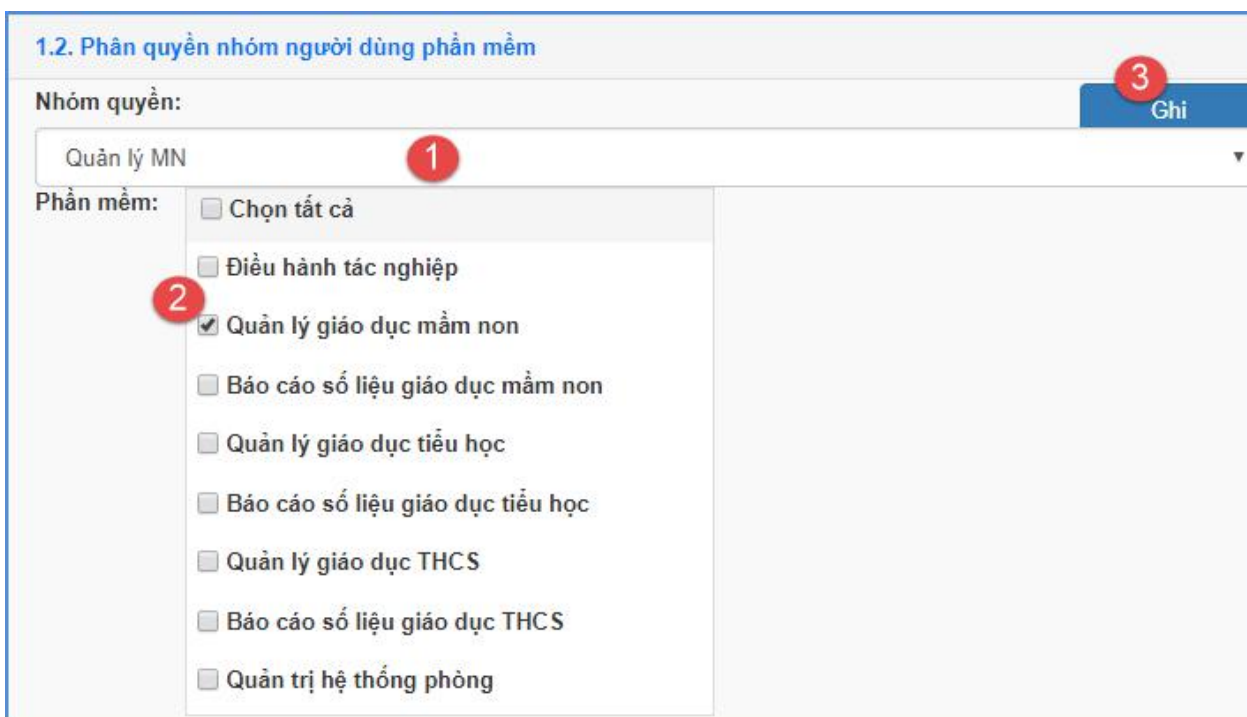 1.2. Phân quyền nhóm người dùng phần mềm
3
Nhóm quyền:
Ghi
Quản lý MN
1
Phần mềm:
Chọn tất cả
Điều hành tác nghiệp
2
Quản lý giáo dục mầm non
Báo cáo số liệu giáo dục mầm non
Quản lý giáo dục tiểu học
Báo cáo số liệu giáo dục tiểu học
Quản lý giáo dục THCS
Báo cáo số liệu giáo dục THCS
Quản trị hệ thống phòng